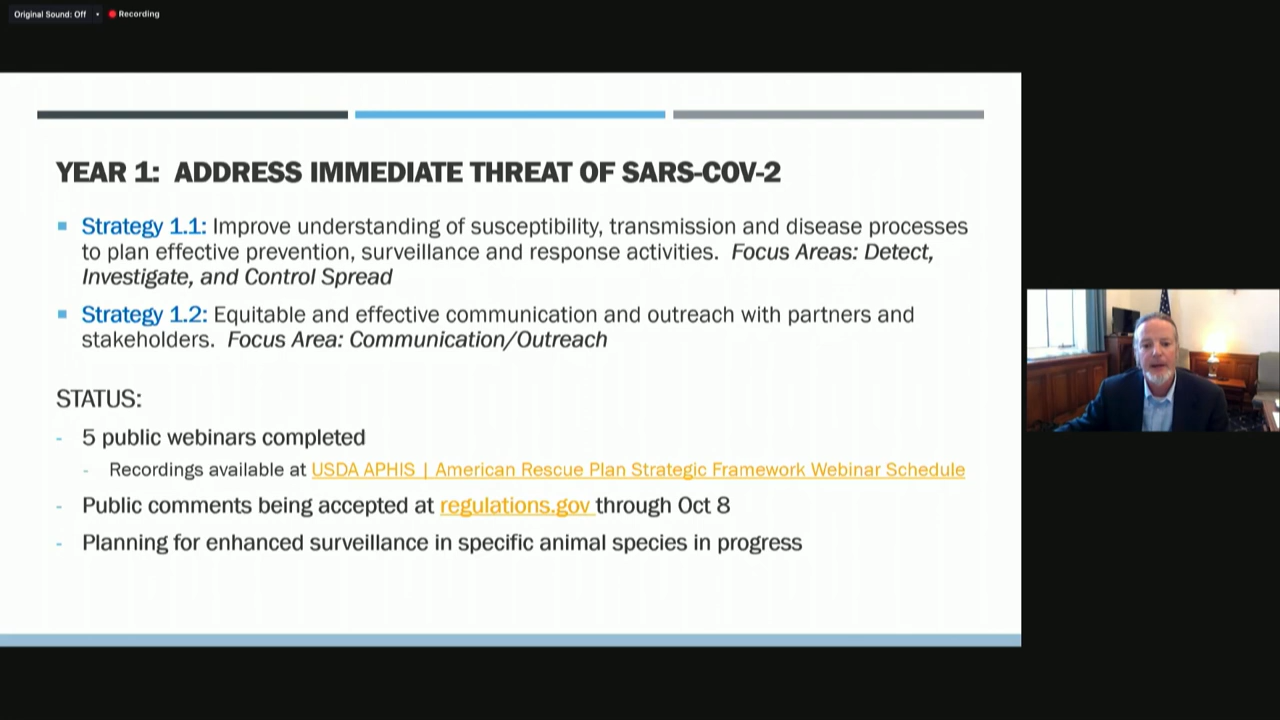 Original Sound: Off
Recording
YEAR 1: ADDRESS IMMEDIATE THREAT OF SARS-COV-2
Strategy 1.1: Improve understanding of susceptibility, transmission and disease processes
to plan effective prevention, surveillance and response activities. Focus Areas: Detect,
Investigate, and Control Spread
Strategy 1.2: Equitable and effective communication and outreach with partners and
stakeholders. Focus Area: Communication/Outreach
STATUS:
- 5 public webinars completed
- Recordings available at USDA APHIS | American Rescue Plan Strategic Framework Webinar Schedule
- Public comments being accepted at regulations.gov through Oct 8
- Planning for enhanced surveillance in specific animal species in progress